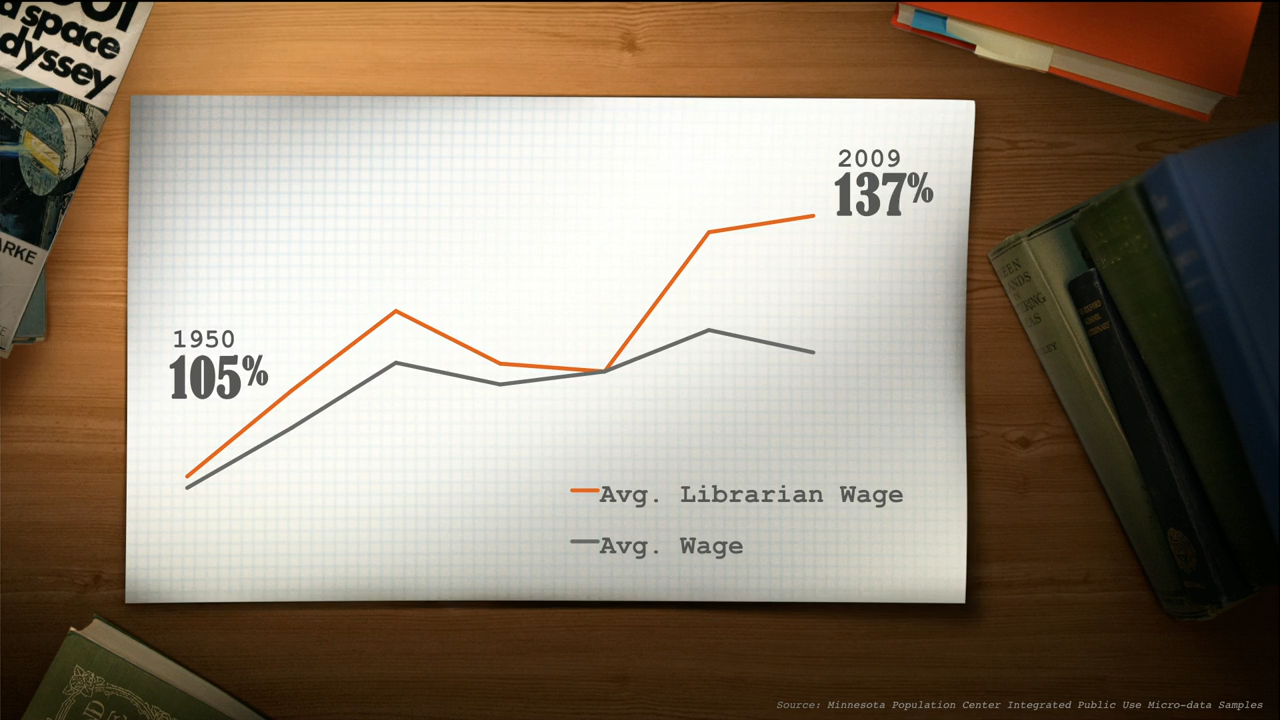 a space
dyssey
1950
105%
2009
137%
Avg. Librarian Wage
Avg. Wage
Source: Minnesota Population Center Integrated Public Use Micro-data Samples